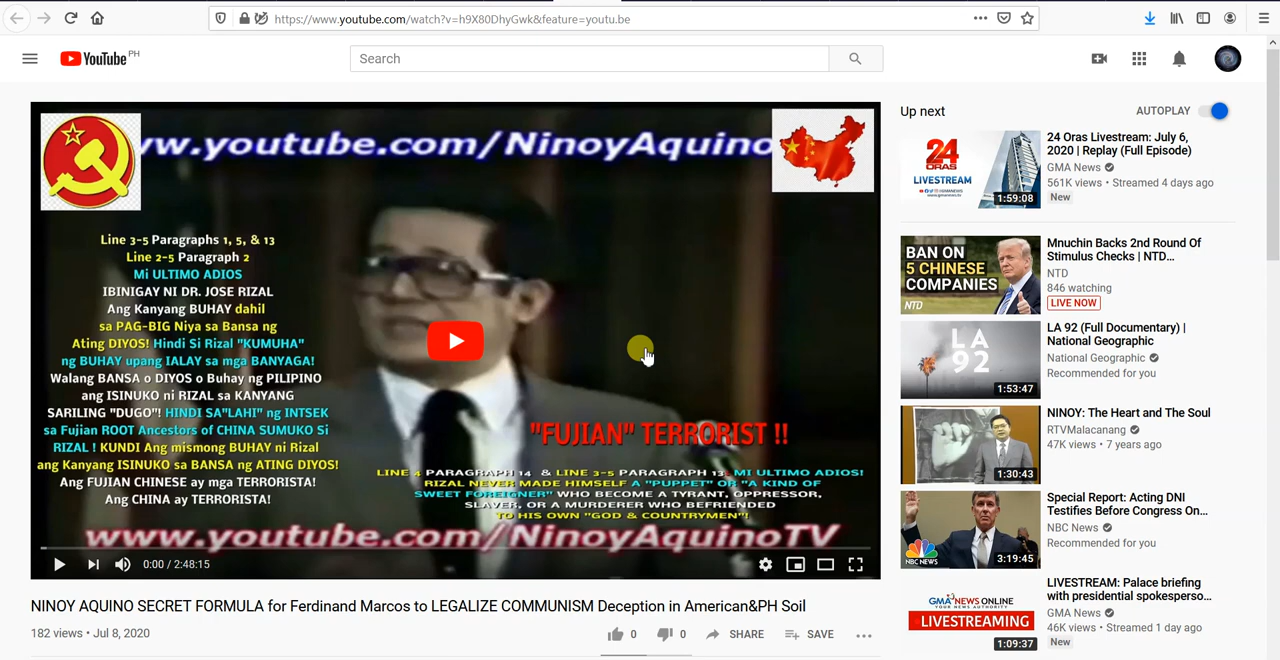 https://www.youtube.com/watch?v=h9X80DhyGwk&feature=youtu.be
YouTube PH
Search
ww.youtube.com/NinoyAquino
Line 3-5 Paragraphs 1, 5, & 13
Line 2-5 Paragraph 2
Mi ULTIMO ADIOS
IBINIGAY NI DR. JOSE RIZAL
Ang Kanyang BUHAY dahil
sa PAG-BIG Niya sa Bansa ng
Ating DIYOS! Hindi Si Rizal "KUMUHA"
ng BUHAY upang IALAY sa mga BANYAGA!
Walang BANSA o DIYOS o Buhay ng PILIPINO
ang ISINUKO ni RIZAL sa KANYANG
SARILING "DUGO"! HINDI SA"LAHI" ng INTSEK
sa Fujian ROOT Ancestors of CHINA SUMUKO Si
RIZAL ! KUNDI Ang mismong BUHAY ni Rizal
ang Kanyang ISINUKO sa BANSA ng ATING DIYOS!
Ang FUJIAN CHINESE ay mga TERRORISTA!
Ang CHINA ay TERRORISTA!
"FUJIAN" TERRORIST !!
LINE 4 PARAGRAPH 14 & LINE 3-5 PARAGRAPH 13 MI ULTIMO ADIOS!
RIZAL NEVER MADE HIMSELF A "PUPPET" OR "A KIND OF
SWEET FOREIGNER" WHO BECOME A TYRANT, OPPRESSOR,
SLAVER, OR A MURDERER WHO BEFRIENDED
TO HIS OWN "GOD & COUNTRYMEN"!
www.youtube.com/NinoyAquinoTV
0:00 / 2:48:15
NINOY AQUINO SECRET FORMULA for Ferdinand Marcos to LEGALIZE COMMUNISM Deception in American&PH Soil
182 views • Jul 8, 2020
0
0
SHARE
SAVE
Up next
AUTOPLAY
24
ORAS
LIVESTREAM
1:59:08
24 Oras Livestream: July 6,
2020 | Replay (Full Episode)
GMA News
561K views • Streamed 4 days ago
New
BAN ON
5 CHINESE
COMPANIES
NTD
Mnuchin Backs 2nd Round Of
Stimulus Checks | NTD...
NTD
846 watching
LIVE NOW
LA
92
1:53:47
LA 92 (Full Documentary) |
National Geographic
National Geographic
Recommended for you
1:30:43
NINOY: The Heart and The Soul
RTVMalacanang
47K views • 7 years ago
NBC NEWS
3:19:45
Special Report: Acting DNI
Testifies Before Congress On...
NBC News
Recommended for you
GMA NEWS ONLINE
LIVESTREAMING
1:09:37
LIVESTREAM: Palace briefing
with presidential spokesperso...
GMA News
46K views • Streamed 1 day ago
New